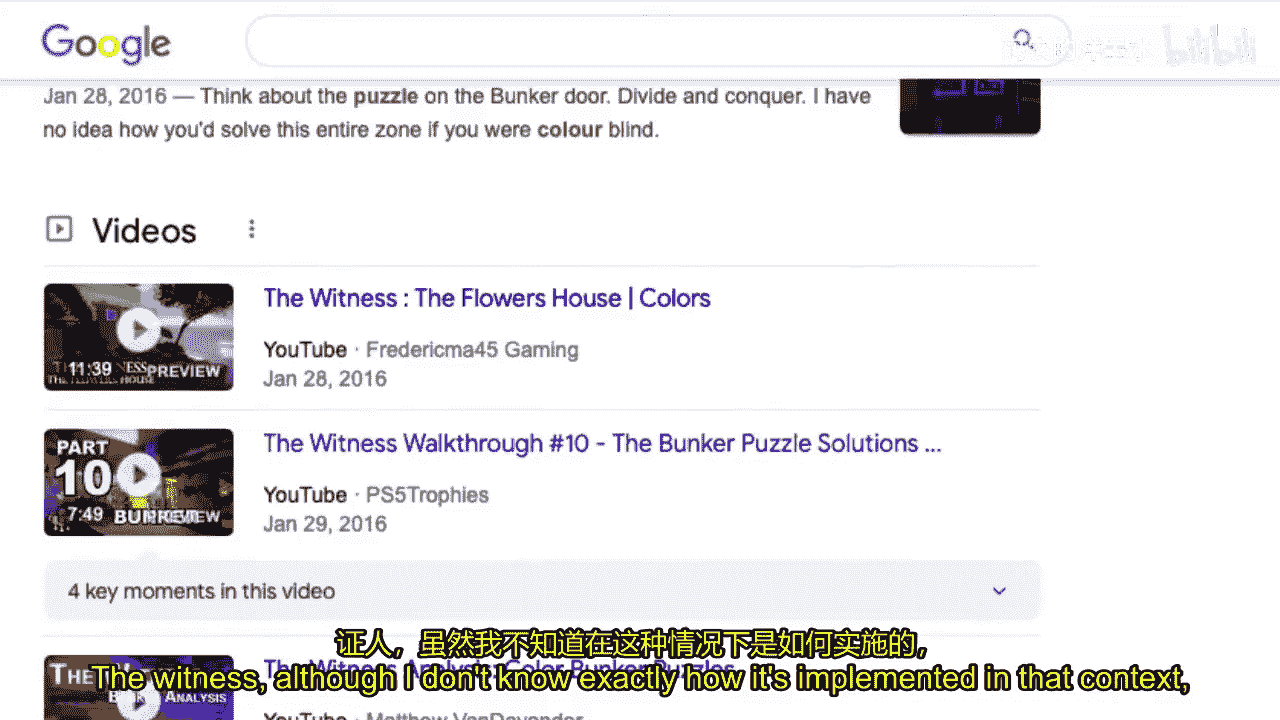 Google
bilibili
Jan 28, 2016 — Think about the puzzle on the Bunker door. Divide and conquer. I have
no idea how you'd solve this entire zone if you were colour blind.
Videos
The Witness : The Flowers House | Colors
11:39
PREVIEW
YouTube · Fredericma45 Gaming
Jan 28, 2016
PART
10
7:49
The Witness Walkthrough #10 - The Bunker Puzzle Solutions ...
YouTube · PS5Trophies
Jan 29, 2016
4 key moments in this video
证人，虽然我不知道在这种情况下是如何实施的，
The witness, although I don't know exactly how it's implemented in that context,
ANALYSIS